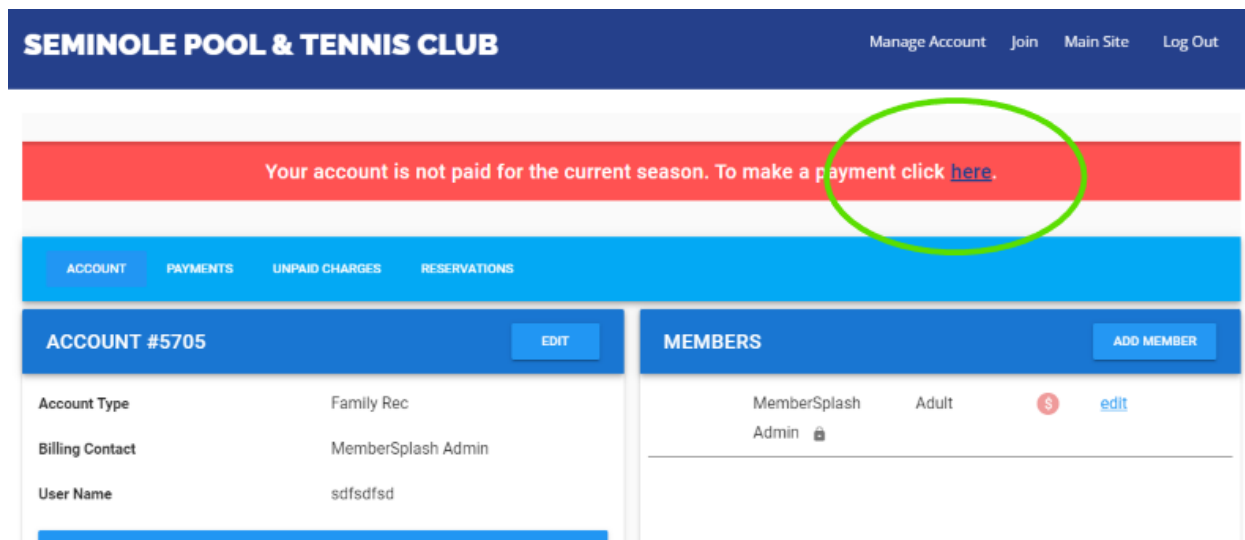 SEMINOLE POOL & TENNIS CLUB
Manage Account Join Main Site Log Out
Your account is not paid for the current season. To make a payment click here.
ACCOUNT PAYMENTS UNPAID CHARGES RESERVATIONS
ACCOUNT #5705 EDIT
Account Type Family Rec
Billing Contact MemberSplash Admin
User Name sdfsdfsd
MEMBERS ADD MEMBER
MemberSplash Adult $ edit
Admin